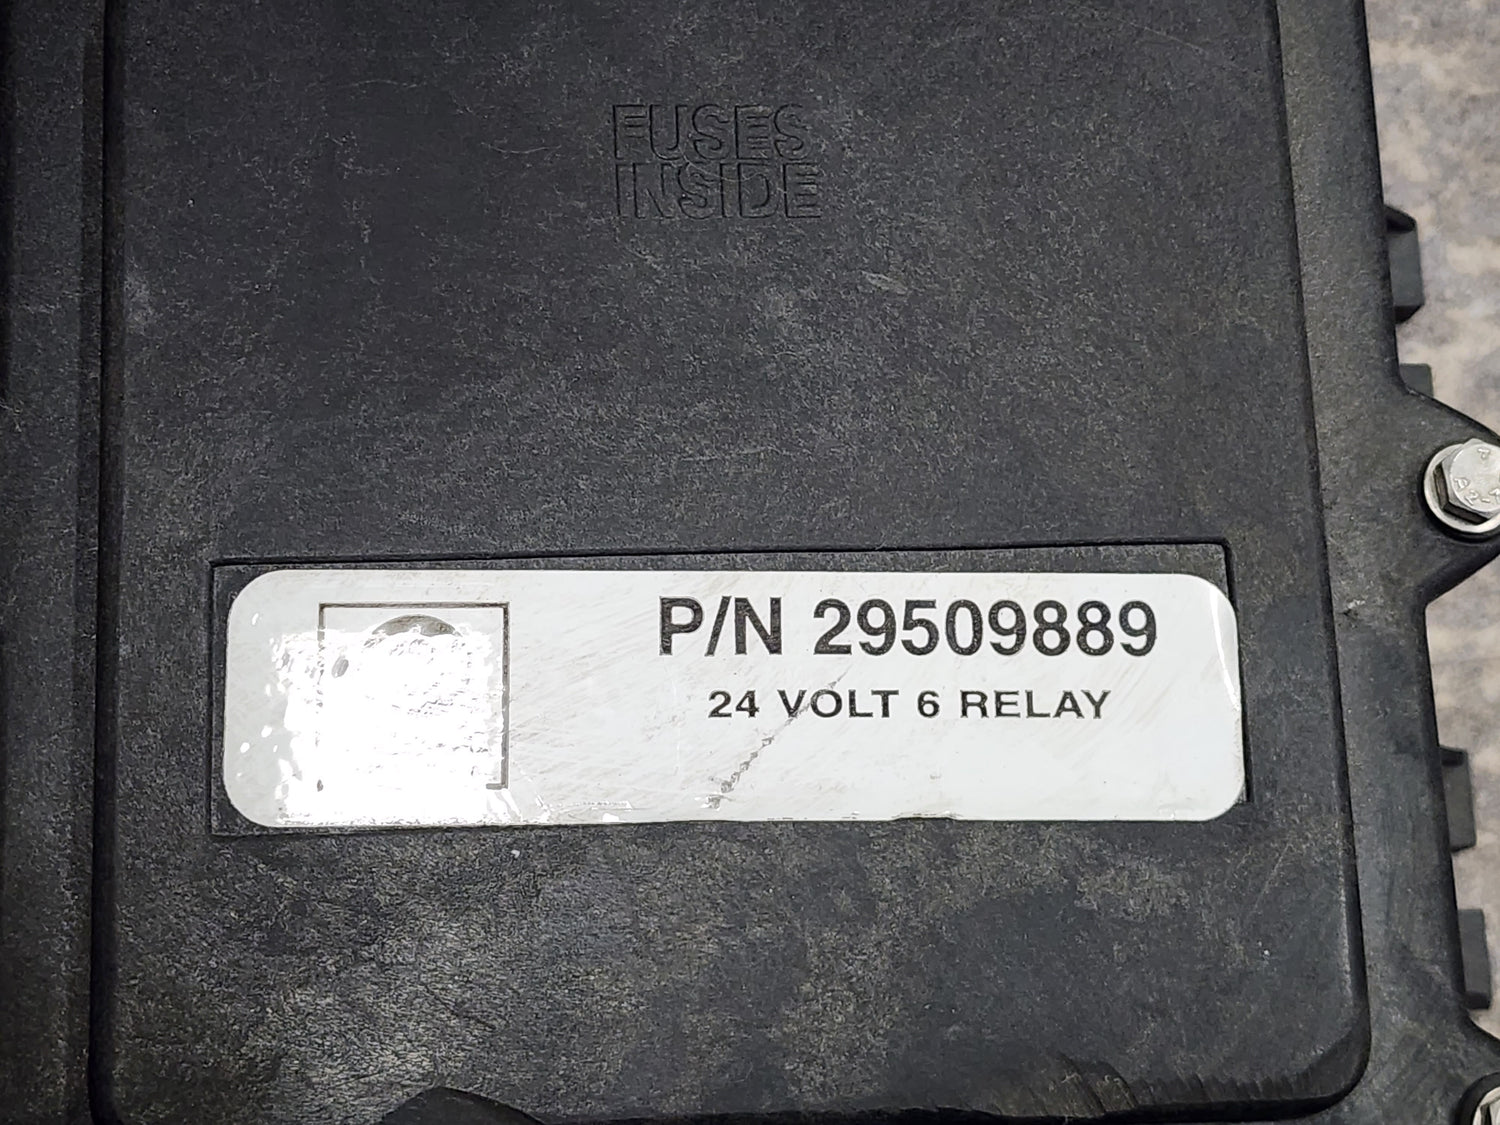 FUSES
INSIDE
P/N 29509889
24 VOLT 6 RELAY